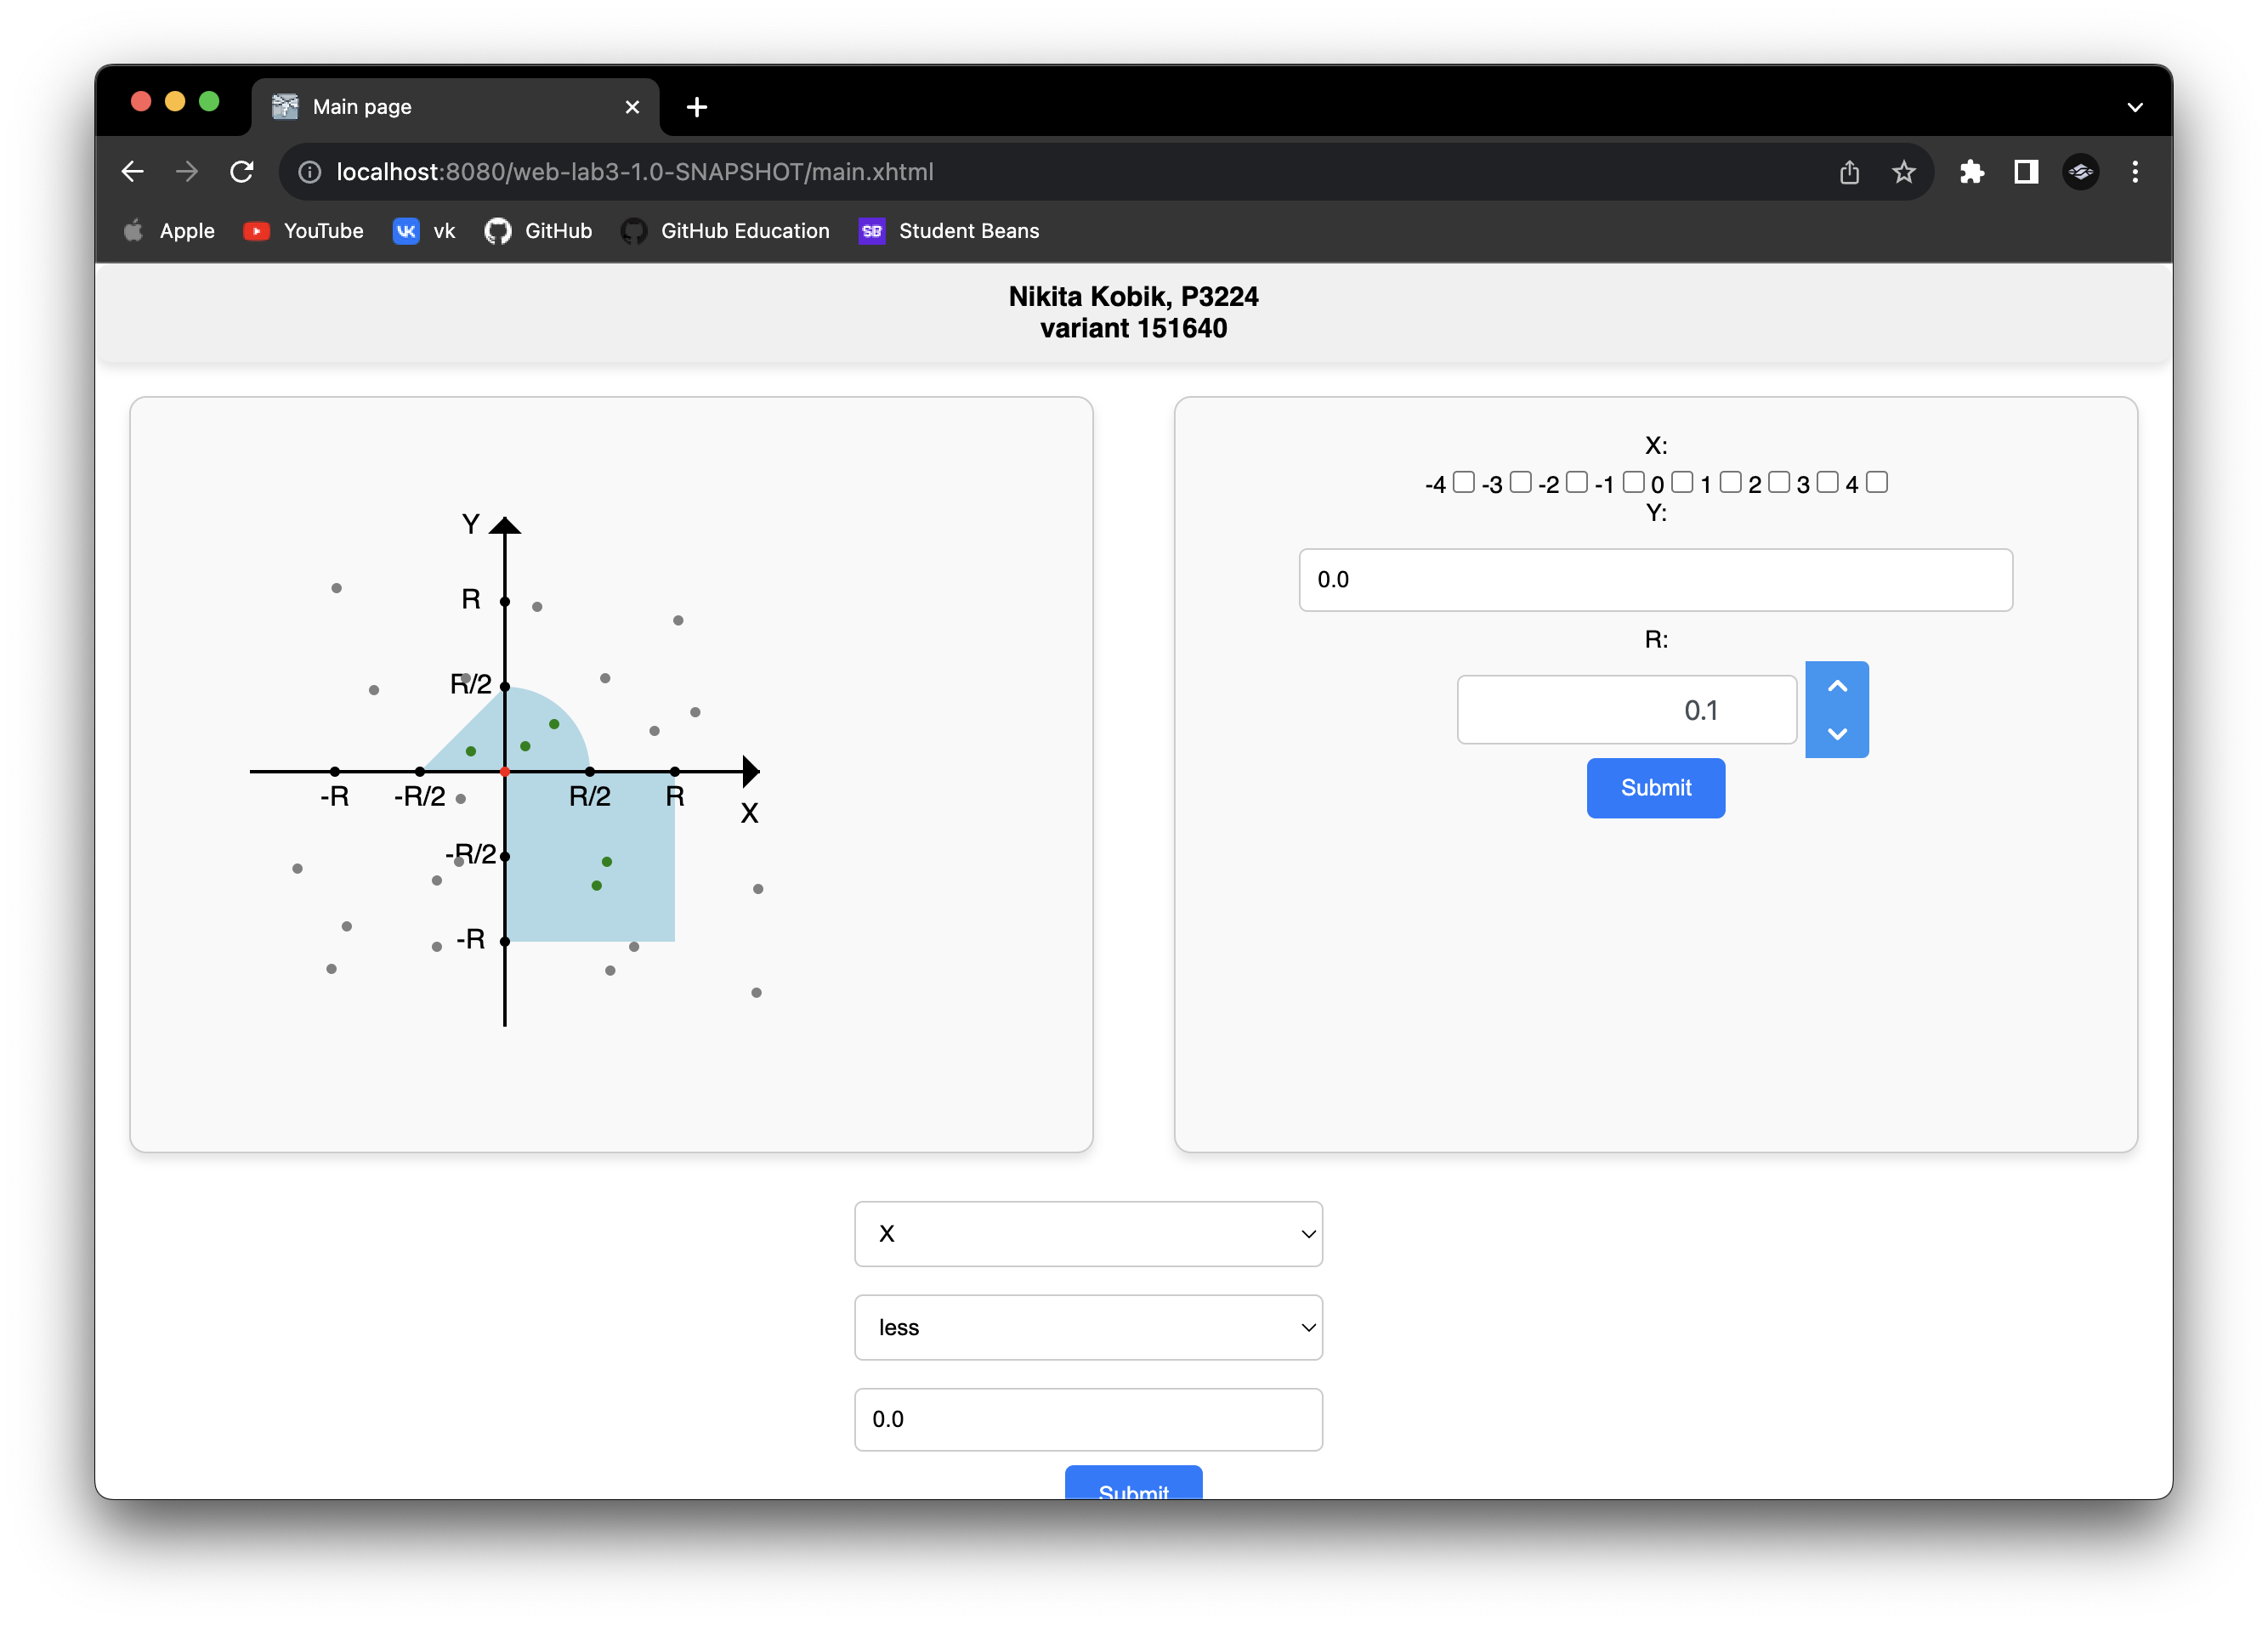 Main page
localhost:8080/web-lab3-1.0-SNAPSHOT/main.xhtml
Apple YouTube vk GitHub GitHub Education SB Student Beans
Nikita Kobik, P3224
variant 151640
Y
R
R/2
-R -R/2 R/2 R
X
-R/2
-R
X:
-4 -3 -2 -1 0 1 2 3 4
Y:
0.0
R:
0.1
Submit
X
less
0.0
Submit